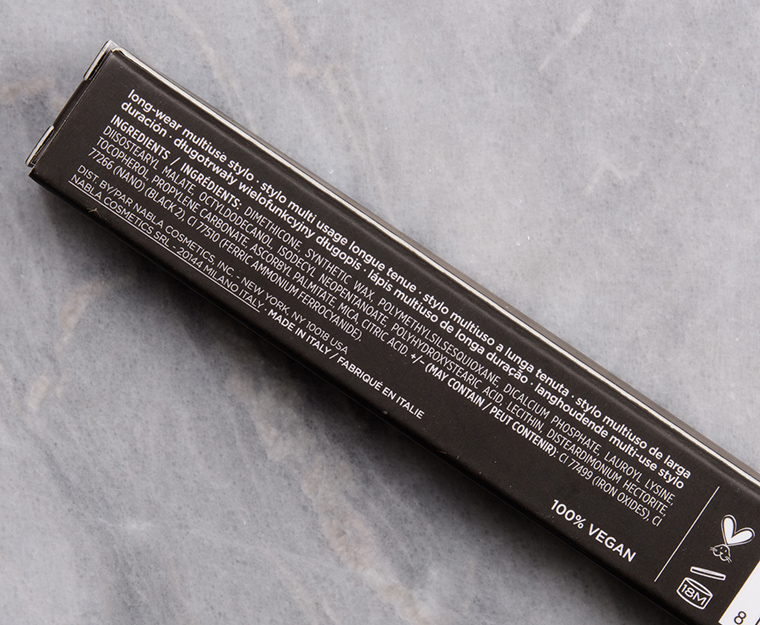 long-wear multiuse stylo · stylo multi usage longue tenue · stylo multiuso a lunga tenuta · stylo multiuso de larga
duración · długotrwały wielofunkcyjny długopis · lápis multiuso de longa duração · langhoudende multi-use stylo
INGREDIENTS / INGRÉDIENTS: DIMETHICONE, SYNTHETIC WAX, POLYMETHYLSILSESQUIOXANE, DICALCIUM PHOSPHATE, LAUROYL LYSINE,
DIISOSTEARYL MALATE, OCTYLDODECANOL, ISODECYL NEOPENTANOATE, POLYHYDROXYSTEARIC ACID, LECITHIN, DISTEARDIMONIUM HECTORITE,
TOCOPHEROL, PROPYLENE CARBONATE, ASCORBYL PALMITATE, MICA, CITRIC ACID. +/− (MAY CONTAIN / PEUT CONTENIR): CI 77499 (IRON OXIDES), CI
77266 (NANO) (BLACK 2), CI 77510 (FERRIC AMMONIUM FERROCYANIDE).
DIST. BY/PAR NABLA COSMETICS, INC. - NEW YORK, NY, 10018 USA
NABLA COSMETICS SRL - 20144 MILANO ITALY · MADE IN ITALY / FABRIQUÉ EN ITALIE
100% VEGAN
18M
8